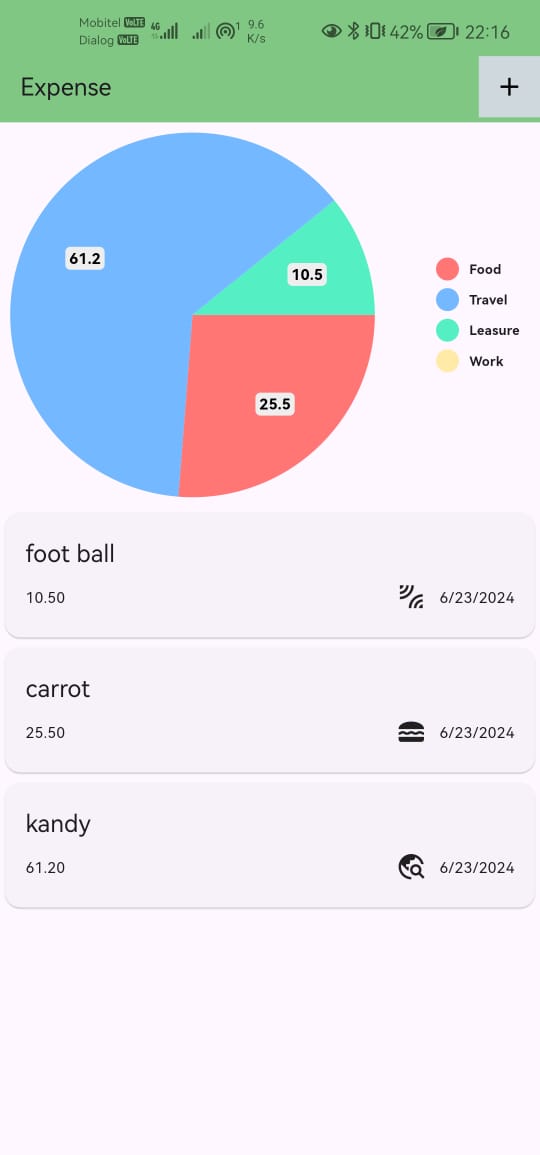 Mobitel VoLTE 4G 1 9.6 42% 22:16
Dialog VoLTE K/s
Expense +
61.2
10.5
25.5
Food
Travel
Leasure
Work
foot ball
10.50 6/23/2024
carrot
25.50 6/23/2024
kandy
61.20 6/23/2024